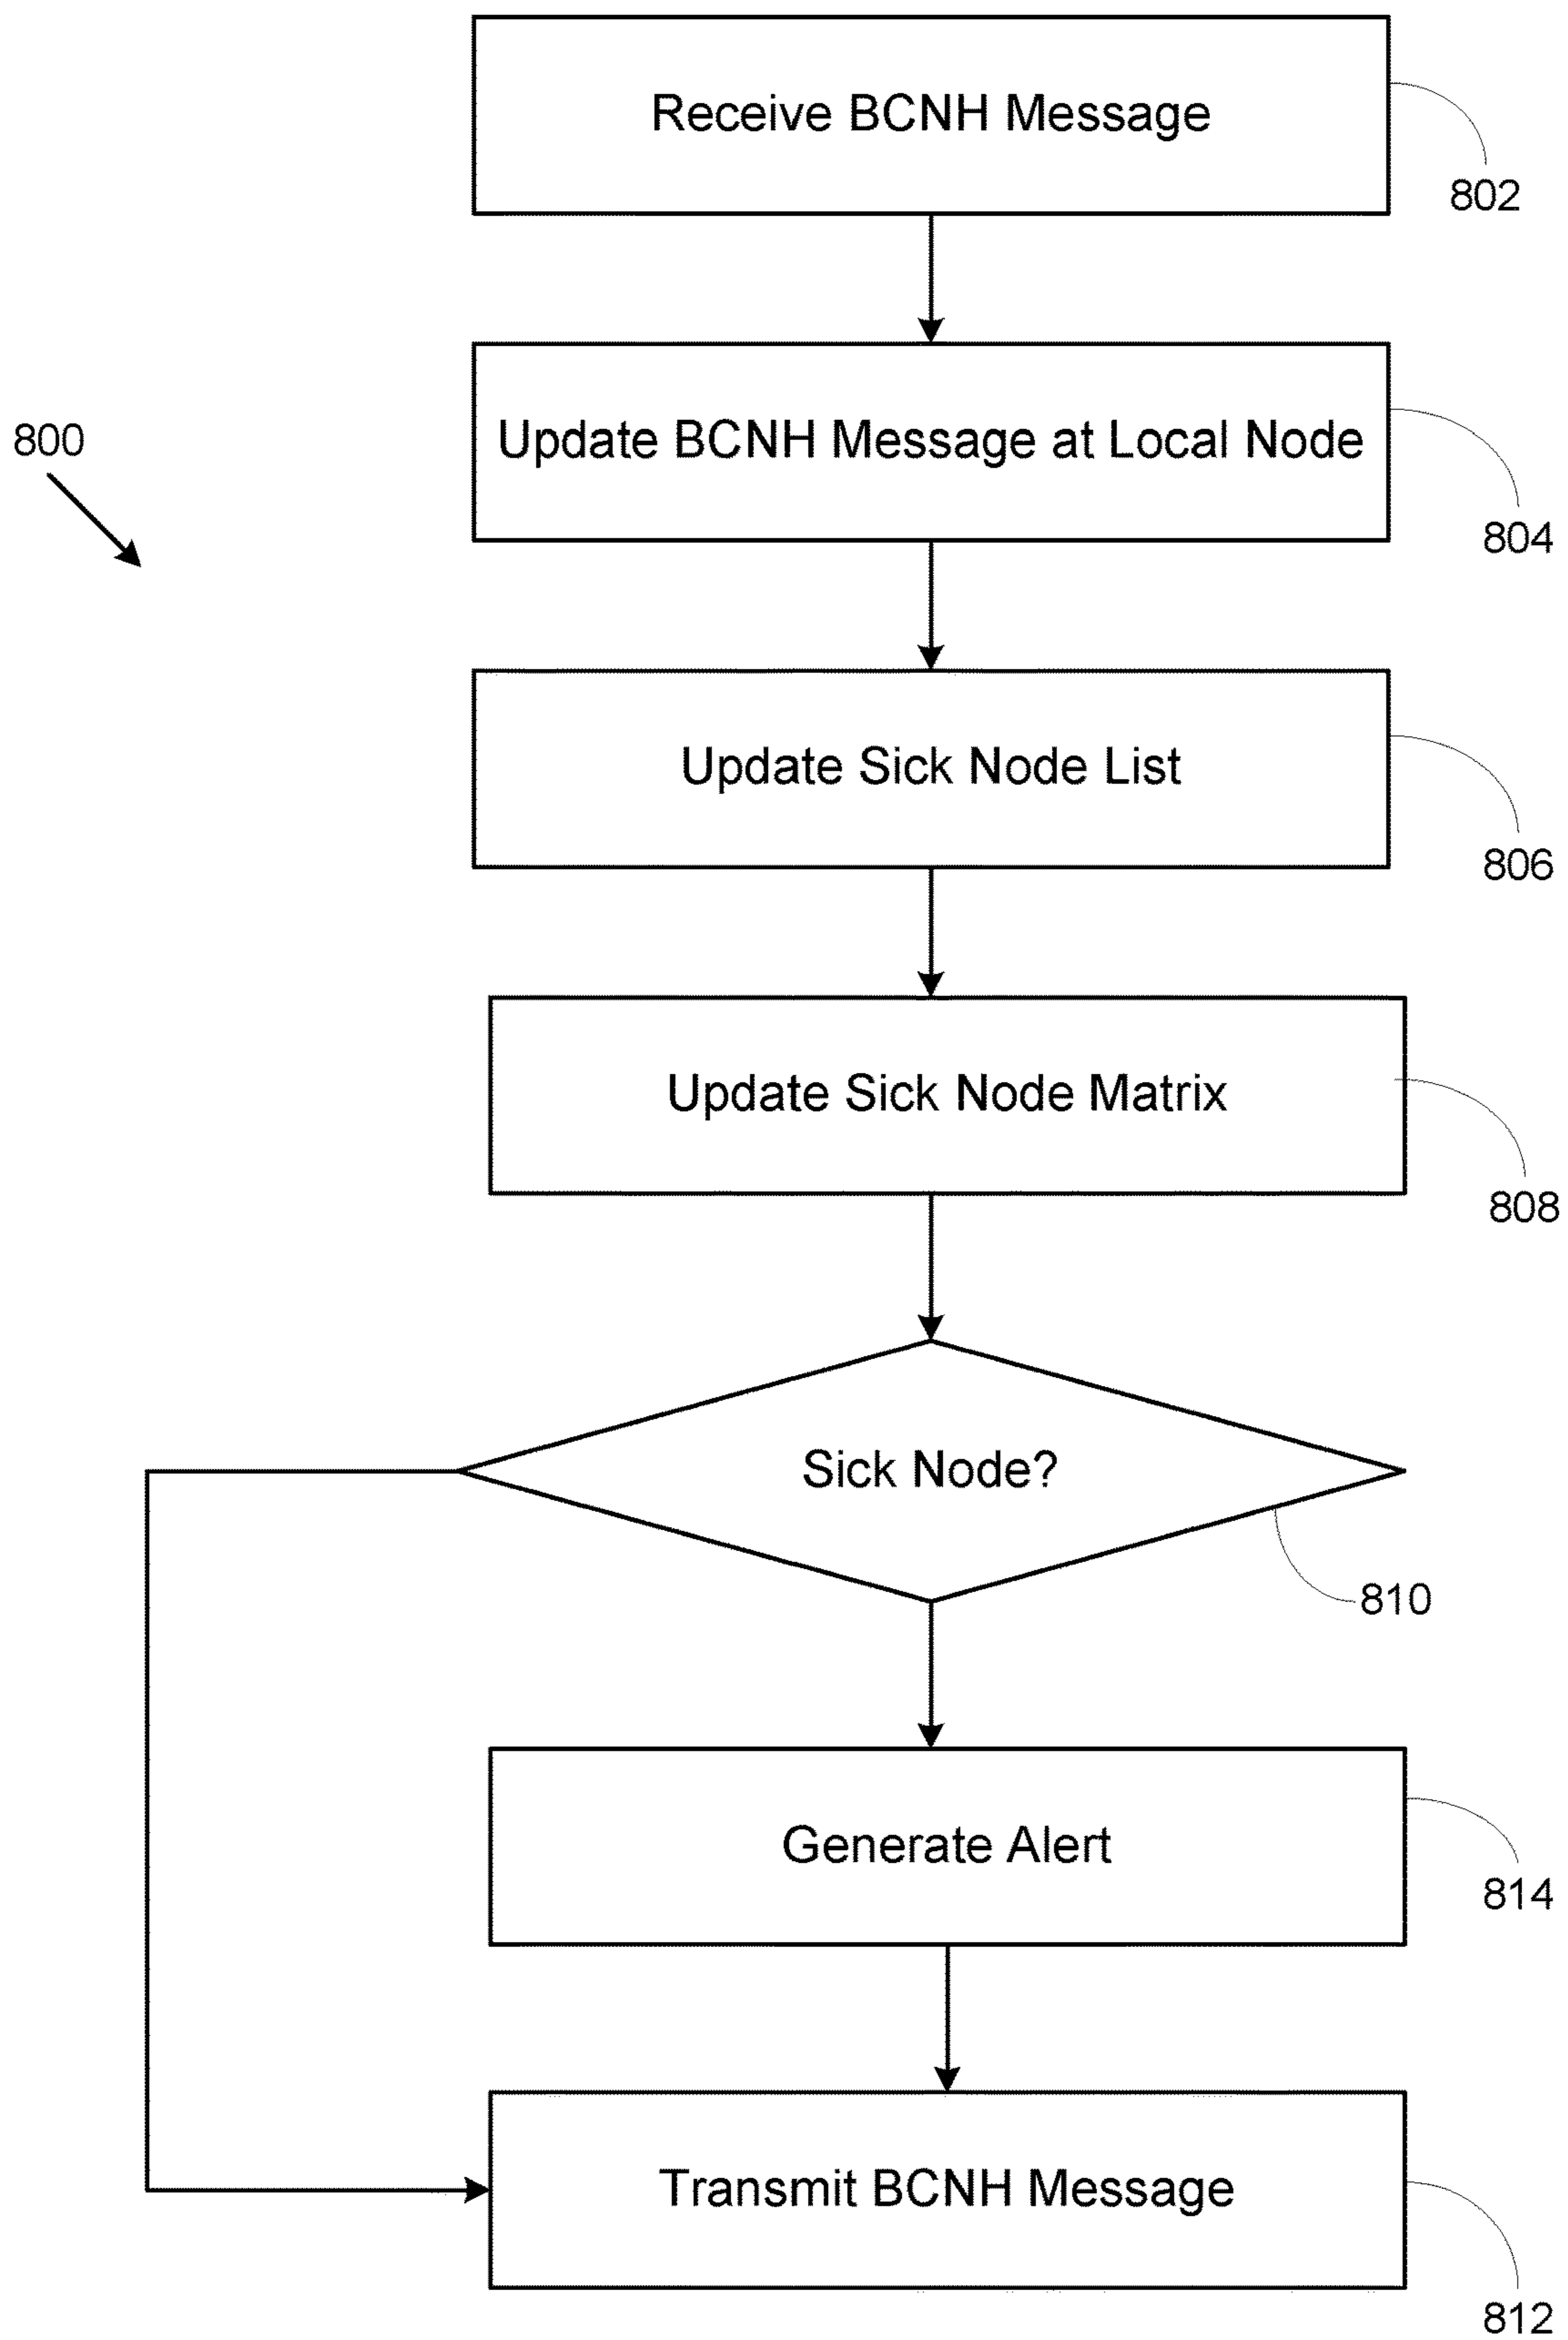 Receive BCNH Message
802
800
Update BCNH Message at Local Node
804
Update Sick Node List
806
Update Sick Node Matrix
808
Sick Node?
810
Generate Alert
814
Transmit BCNH Message
812